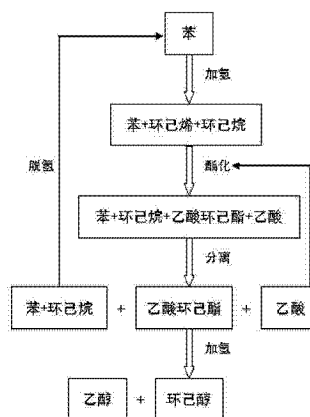 苯
加氢
苯+环己烯+环己烷
脱氢
酯化
苯+环己烷+乙酸环己酯+乙酸
分离
苯+环己烷 + 乙酸环己酯 + 乙酸
加氢
乙醇 + 环己醇